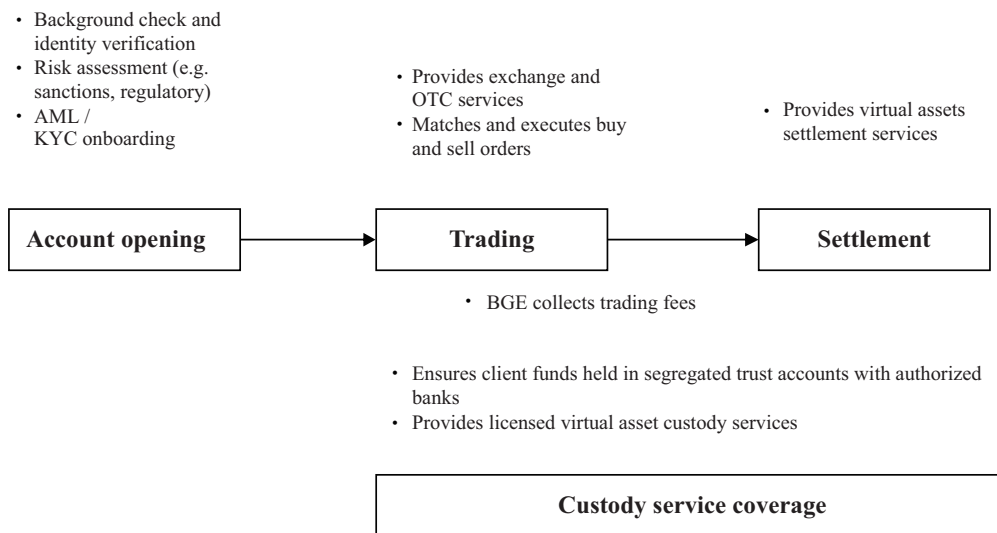 • Background check and
identity verification
• Risk assessment (e.g.
sanctions, regulatory)
• AML /
KYC onboarding
• Provides exchange and
OTC services
• Matches and executes buy
and sell orders
• Provides virtual assets
settlement services
Account opening
Trading
Settlement
• BGE collects trading fees
• Ensures client funds held in segregated trust accounts with authorized
banks
• Provides licensed virtual asset custody services
Custody service coverage